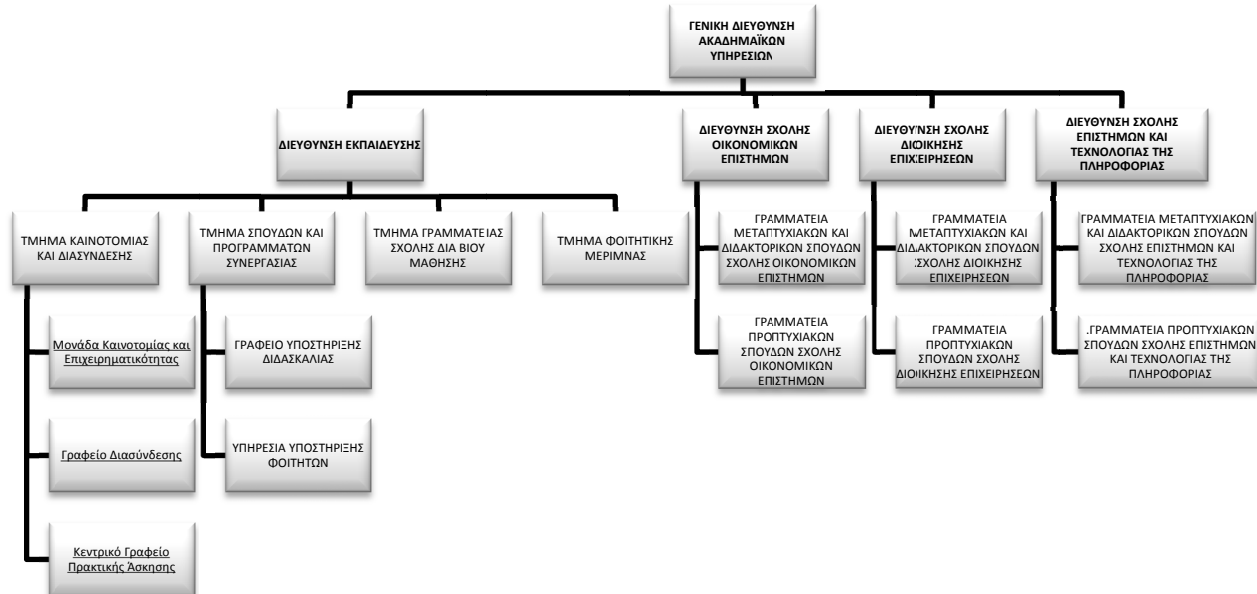 ΓΕΝΙΚΗ ΔΙΕΥΘΥΝΣΗ
ΑΚΑΔΗΜΑΪΚΩΝ
ΥΠΗΡΕΣΙΩΝ
ΔΙΕΥΘΥΝΣΗ ΕΚΠΑΙΔΕΥΣΗΣ
ΔΙΕΥΘΥΝΣΗ ΣΧΟΛΗΣ
ΟΙΚΟΝΟΜΙΚΩΝ
ΕΠΙΣΤΗΜΩΝ
ΔΙΕΥΘΥΝΣΗ ΣΧΟΛΗΣ
ΔΙΟΙΚΗΣΗΣ
ΕΠΙΧΕΙΡΗΣΕΩΝ
ΔΙΕΥΘΥΝΣΗ ΣΧΟΛΗΣ
ΕΠΙΣΤΗΜΩΝ ΚΑΙ
ΤΕΧΝΟΛΟΓΙΑΣ ΤΗΣ
ΠΛΗΡΟΦΟΡΙΑΣ
ΤΜΗΜΑ ΚΑΙΝΟΤΟΜΙΑΣ
ΚΑΙ ΔΙΑΣΥΝΔΕΣΗΣ
ΤΜΗΜΑ ΣΠΟΥΔΩΝ ΚΑΙ
ΠΡΟΓΡΑΜΜΑΤΩΝ
ΣΥΝΕΡΓΑΣΙΑΣ
ΤΜΗΜΑ ΓΡΑΜΜΑΤΕΙΑΣ
ΣΧΟΛΗΣ ΔΙΑ ΒΙΟΥ
ΜΑΘΗΣΗΣ
ΤΜΗΜΑ ΦΟΙΤΗΤΙΚΗΣ
ΜΕΡΙΜΝΑΣ
ΓΡΑΜΜΑΤΕΙΑ
ΜΕΤΑΠΤΥΧΙΑΚΩΝ ΚΑΙ
ΔΙΔΑΚΤΟΡΙΚΩΝ ΣΠΟΥΔΩΝ
ΣΧΟΛΗΣ ΟΙΚΟΝΟΜΙΚΩΝ
ΕΠΙΣΤΗΜΩΝ
ΓΡΑΜΜΑΤΕΙΑ
ΜΕΤΑΠΤΥΧΙΑΚΩΝ ΚΑΙ
ΔΙΔΑΚΤΟΡΙΚΩΝ ΣΠΟΥΔΩΝ
ΣΧΟΛΗΣ ΔΙΟΙΚΗΣΗΣ
ΕΠΙΧΕΙΡΗΣΕΩΝ
ΓΡΑΜΜΑΤΕΙΑ ΜΕΤΑΠΤΥΧΙΑΚΩΝ
ΚΑΙ ΔΙΔΑΚΤΟΡΙΚΩΝ ΣΠΟΥΔΩΝ
ΣΧΟΛΗΣ ΕΠΙΣΤΗΜΩΝ ΚΑΙ
ΤΕΧΝΟΛΟΓΙΑΣ ΤΗΣ
ΠΛΗΡΟΦΟΡΙΑΣ
Μονάδα Καινοτομίας και
Επιχειρηματικότητας
ΓΡΑΦΕΙΟ ΥΠΟΣΤΗΡΙΞΗΣ
ΔΙΔΑΣΚΑΛΙΑΣ
ΓΡΑΜΜΑΤΕΙΑ
ΠΡΟΠΤΥΧΙΑΚΩΝ
ΣΠΟΥΔΩΝ ΣΧΟΛΗΣ
ΟΙΚΟΝΟΜΙΚΩΝ
ΕΠΙΣΤΗΜΩΝ
ΓΡΑΜΜΑΤΕΙΑ
ΠΡΟΠΤΥΧΙΑΚΩΝ
ΣΠΟΥΔΩΝ ΣΧΟΛΗΣ
ΔΙΟΙΚΗΣΗΣ ΕΠΙΧΕΙΡΗΣΕΩΝ
.ΓΡΑΜΜΑΤΕΙΑ ΠΡΟΠΤΥΧΙΑΚΩΝ
ΣΠΟΥΔΩΝ ΣΧΟΛΗΣ ΕΠΙΣΤΗΜΩΝ
ΚΑΙ ΤΕΧΝΟΛΟΓΙΑΣ ΤΗΣ
ΠΛΗΡΟΦΟΡΙΑΣ
Γραφείο Διασύνδεσης
ΥΠΗΡΕΣΙΑ ΥΠΟΣΤΗΡΙΞΗΣ
ΦΟΙΤΗΤΩΝ
Κεντρικό Γραφείο
Πρακτικής Άσκησης